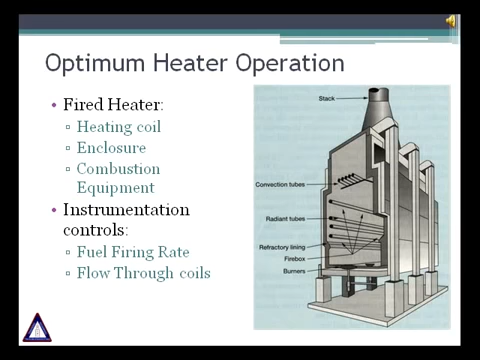 Optimum Heater Operation
• Fired Heater:
▫ Heating coil
▫ Enclosure
▫ Combustion
Equipment
• Instrumentation
controls:
▫ Fuel Firing Rate
▫ Flow Through coils
Stack
Convection tubes
Radiant tubes
Refractory lining
Firebox
Burners